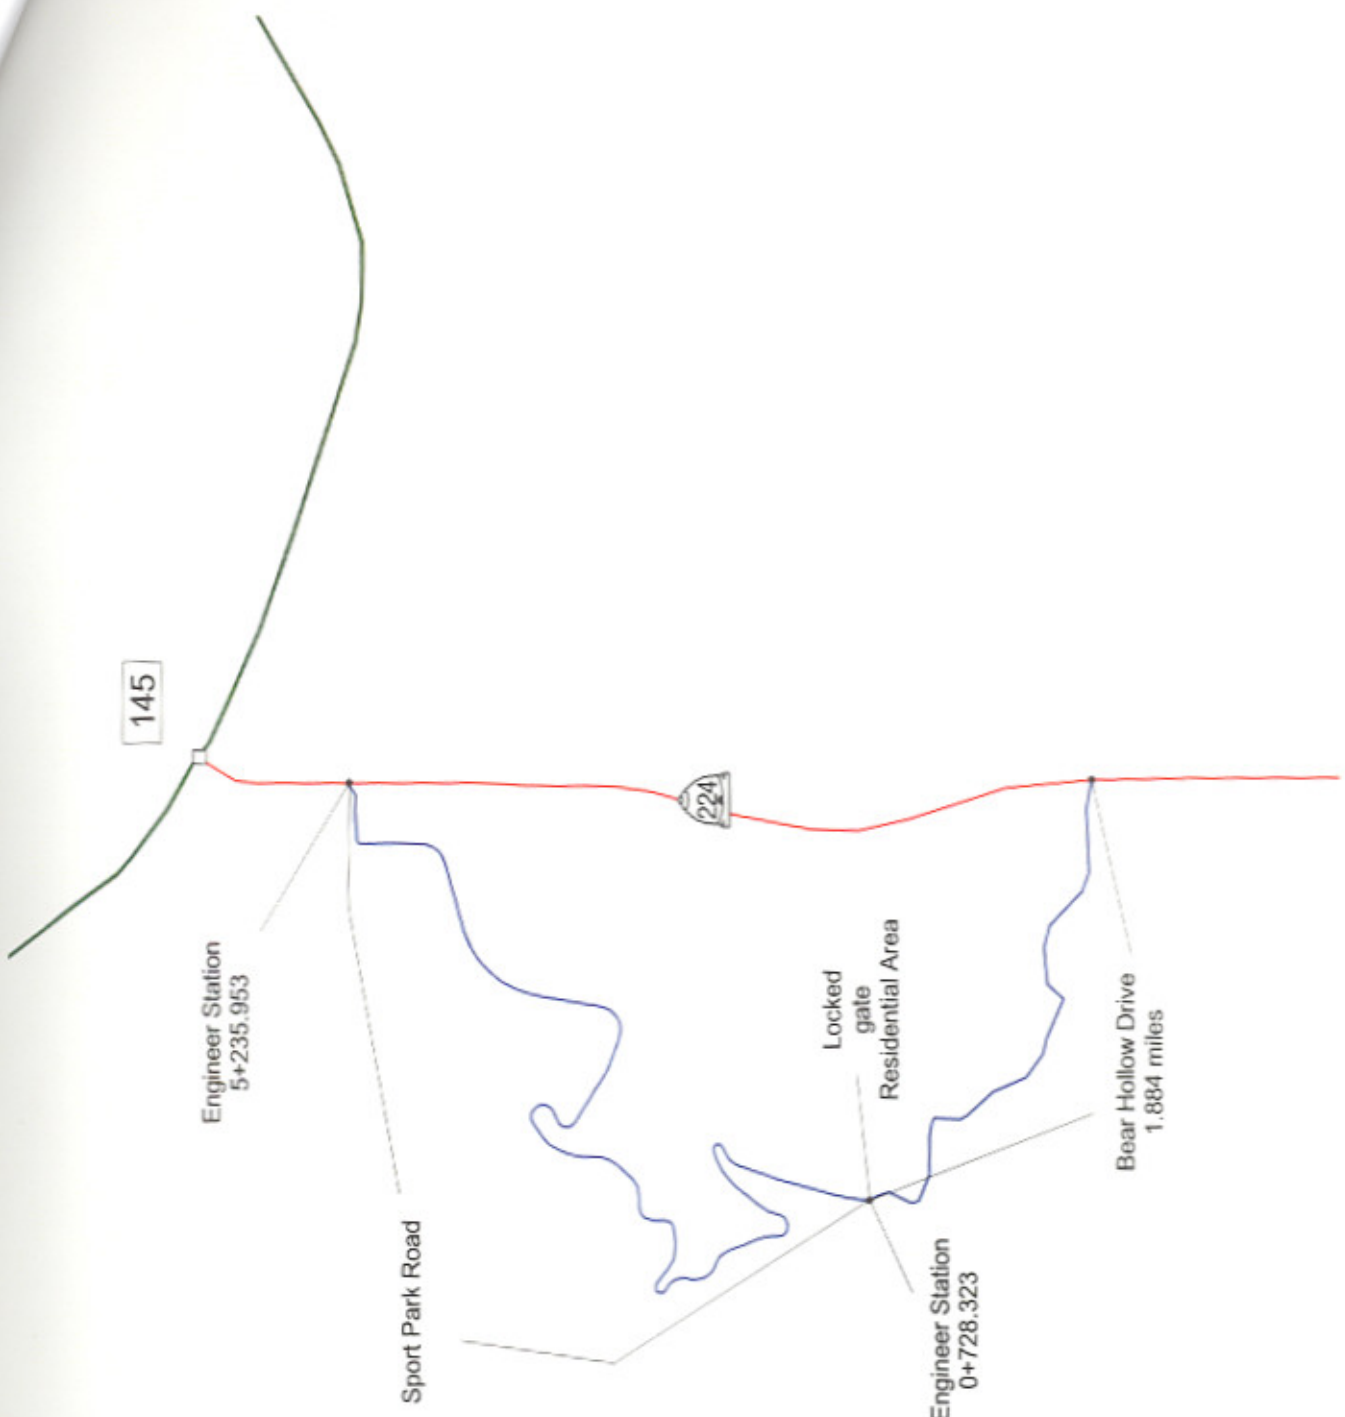 145
Engineer Station
5+235.953
224
Locked
gate
Residential Area
Bear Hollow Drive
1.884 miles
Sport Park Road
Engineer Station
0+728.323